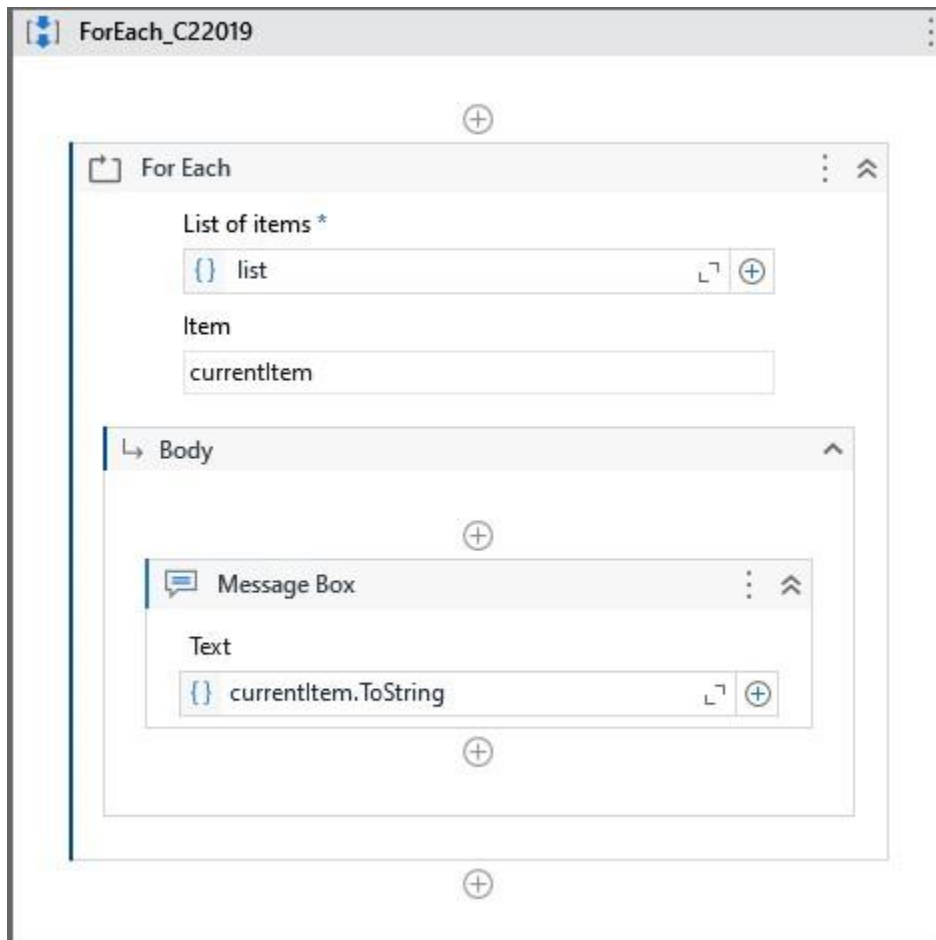 ForEach_C22019
For Each
List of items *
{} list
Item
currentItem
Body
Message Box
Text
{} currentItem.ToString